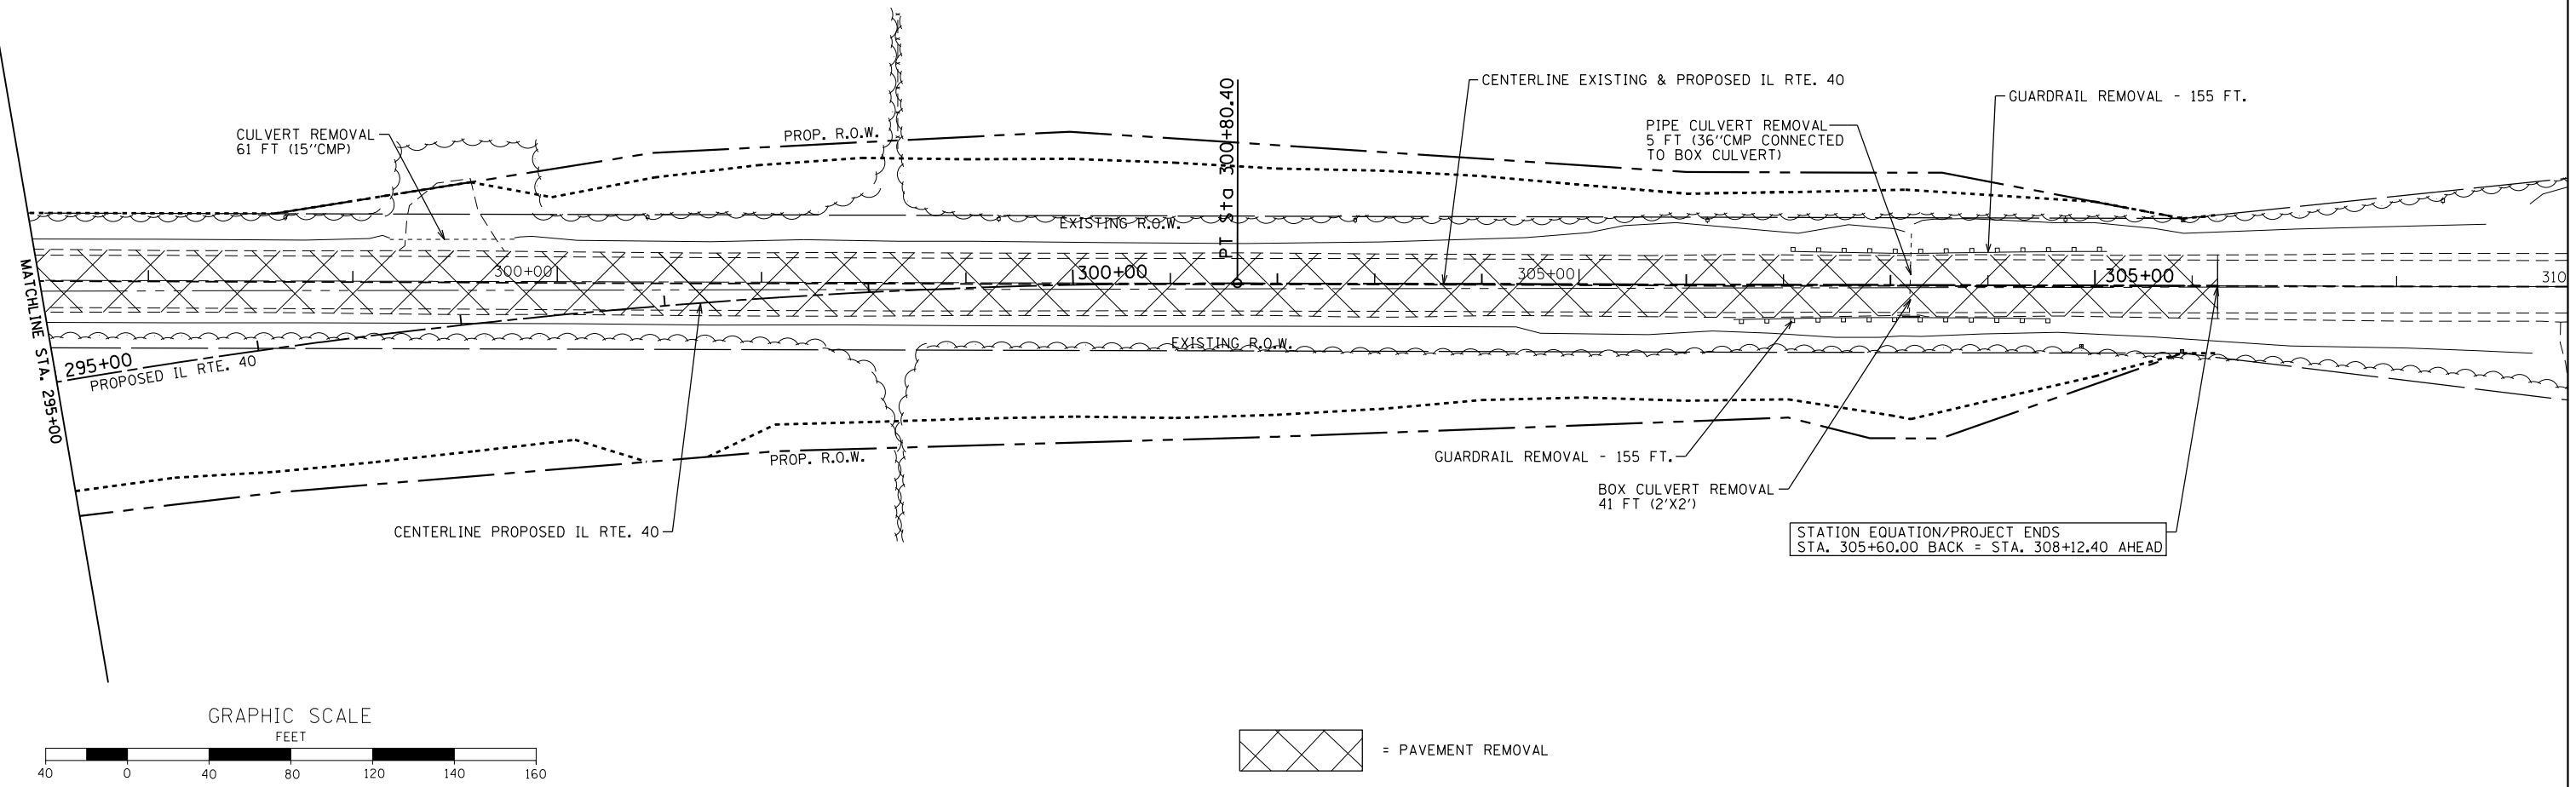 PT Sta 300+80.40
CENTERLINE EXISTING & PROPOSED IL RTE. 40
GUARDRAIL REMOVAL - 155 FT.
CULVERT REMOVAL
61 FT (15''CMP)
PROP. R.O.W.
PIPE CULVERT REMOVAL
5 FT (36''CMP CONNECTED
TO BOX CULVERT)
EXISTING R.O.W.
300+00
300+00
305+00
305+00
310
MATCHLINE STA. 295+00
EXISTING R.O.W.
295+00
PROPOSED IL RTE. 40
PROP. R.O.W.
GUARDRAIL REMOVAL - 155 FT.
BOX CULVERT REMOVAL
41 FT (2'X2')
CENTERLINE PROPOSED IL RTE. 40
STATION EQUATION/PROJECT ENDS
STA. 305+60.00 BACK = STA. 308+12.40 AHEAD
GRAPHIC SCALE
FEET
40 0 40 80 120 140 160
= PAVEMENT REMOVAL